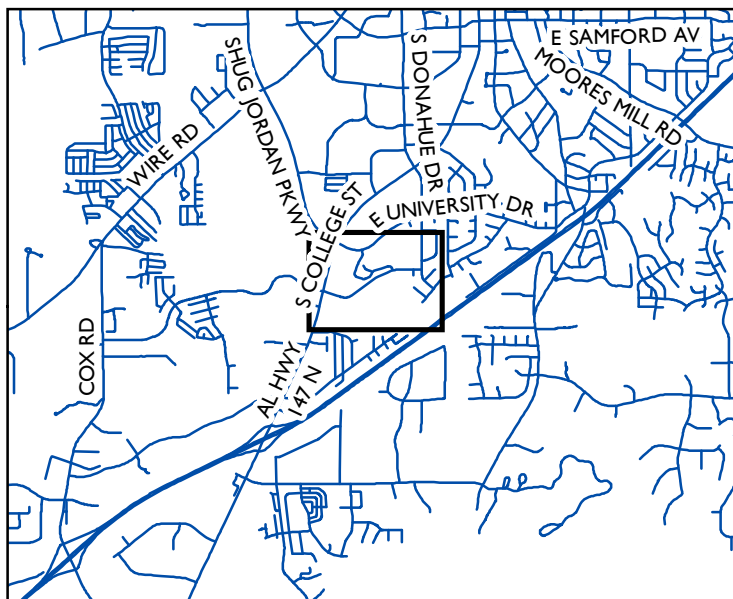 E SAMFORD AV
MOORES MILL RD
S DONAHUE DR
SHUG JORDAN PKWY
WIRE RD
E UNIVERSITY DR
S COLLEGE ST
COX RD
AL HWY
147 N